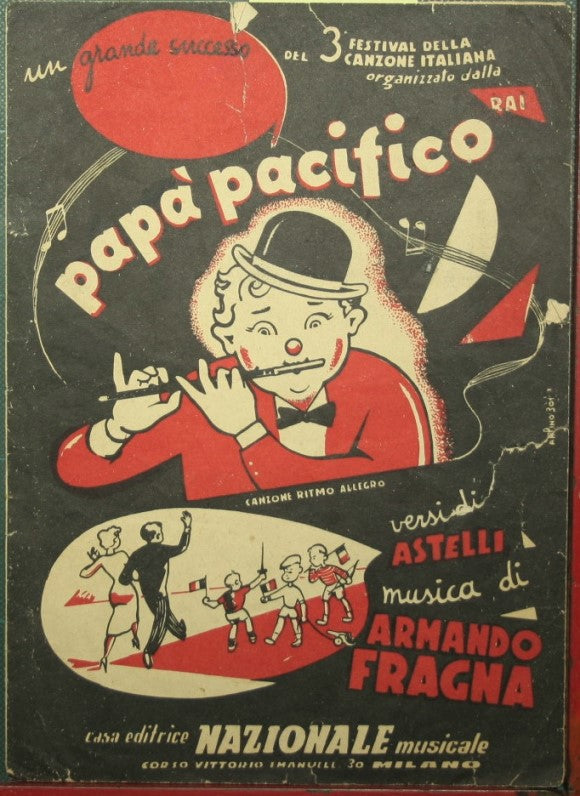 un grande successo
DEL 3° FESTIVAL DELLA
CANZONE ITALIANA
organizzato dalla
RAI
papà pacifico
CANZONE RITMO ALLEGRO
versi di
ASTELLI
musica di
ARMANDO
FRAGNA
casa editrice NAZIONALE musicale
CORSO VITTORIO EMANUELE 30 MILANO